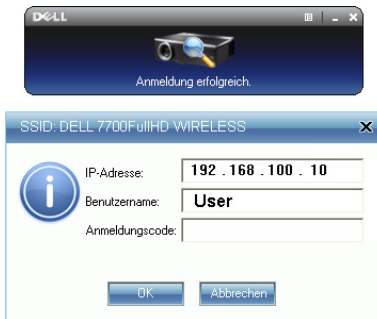 DELL
Anmeldung erfolgreich.
SSID: DELL 7700FullHD WIRELESS
IP-Adresse: 192 . 168 . 100 . 10
Benutzername: User
Anmeldungscode:
OK Abbrechen